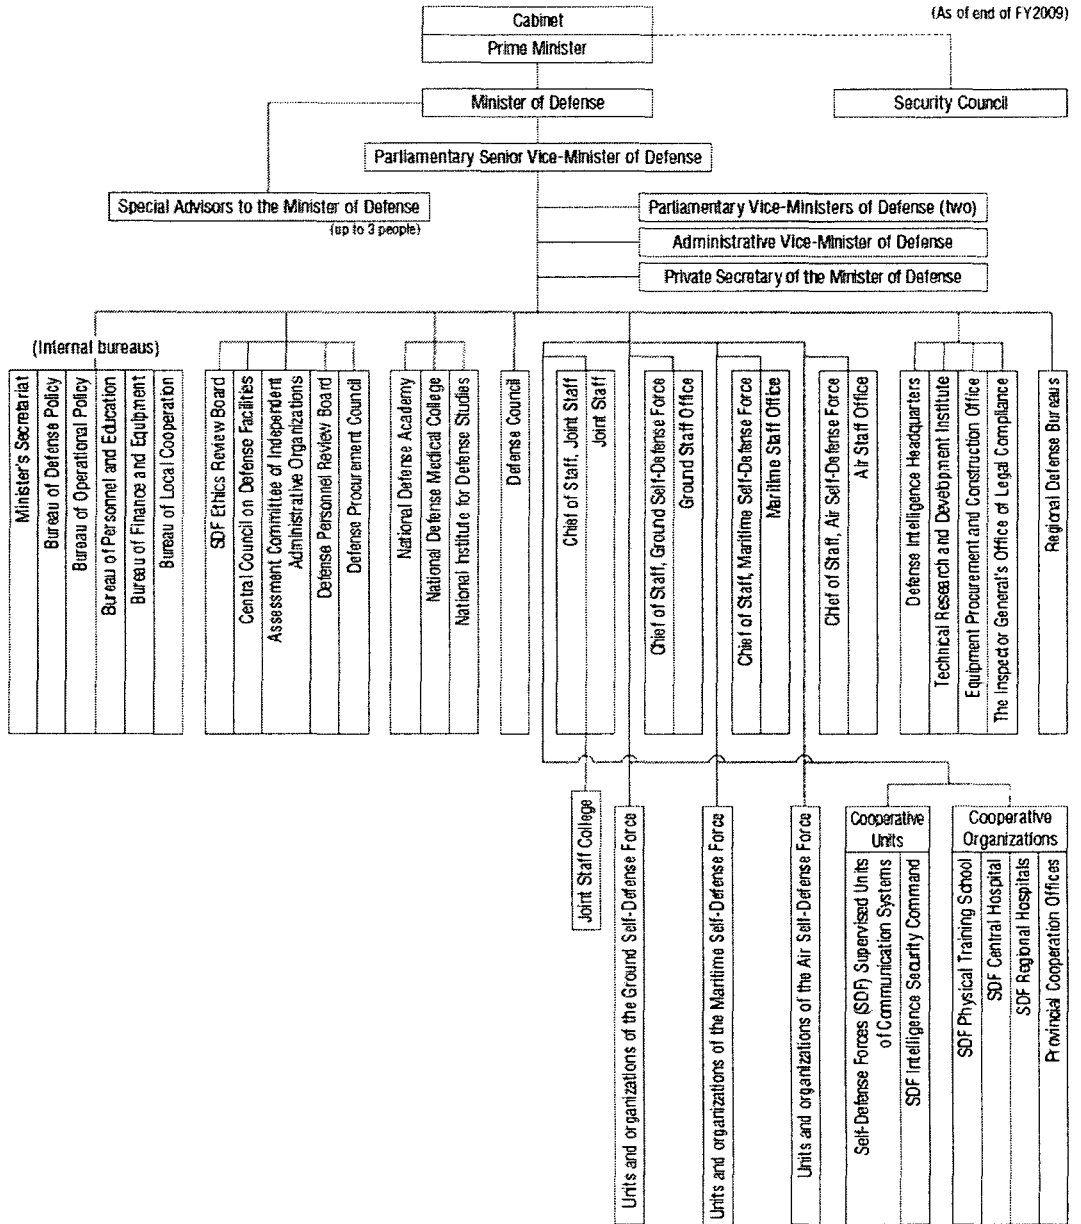 (As of end of FY2009)
Cabinet
Prime Minister
Minister of Defense
Security Council
Parliamentary Senior Vice-Minister of Defense
Special Advisors to the Minister of Defense
(up to 3 people)
Parliamentary Vice-Ministers of Defense (two)
Administrative Vice-Minister of Defense
Private Secretary of the Minister of Defense
(Internal bureaus)
Minister's Secretariat
Bureau of Defense Policy
Bureau of Operational Policy
Bureau of Personnel and Education
Bureau of Finance and Equipment
Bureau of Local Cooperation
SDF Ethics Review Board
Central Council on Defense Facilities
Assessment Committee of Independent
Administrative Organizations
Defense Personnel Review Board
Defense Procurement Council
National Defense Academy
National Defense Medical College
National Institute for Defense Studies
Defense Council
Chief of Staff, Joint Staff
Joint Staff
Chief of Staff, Ground Self-Defense Force
Ground Staff Office
Chief of Staff, Maritime Self-Defense Force
Maritime Staff Office
Chief of Staff, Air Self-Defense Force
Air Staff Office
Defense Intelligence Headquarters
Technical Research and Development Institute
Equipment Procurement and Construction Office
The Inspector General's Office of Legal Compliance
Regional Defense Bureaus
Joint Staff College
Units and organizations of the Ground Self-Defense Force
Units and organizations of the Maritime Self-Defense Force
Units and organizations of the Air Self-Defense Force
Cooperative
Units
Self-Defense Forces (SDF) Supervised Units
of Communication Systems
SDF Intelligence Security Command
Cooperative
Organizations
SDF Physical Training School
SDF Central Hospital
SDF Regional Hospitals
Provincial Cooperation Offices